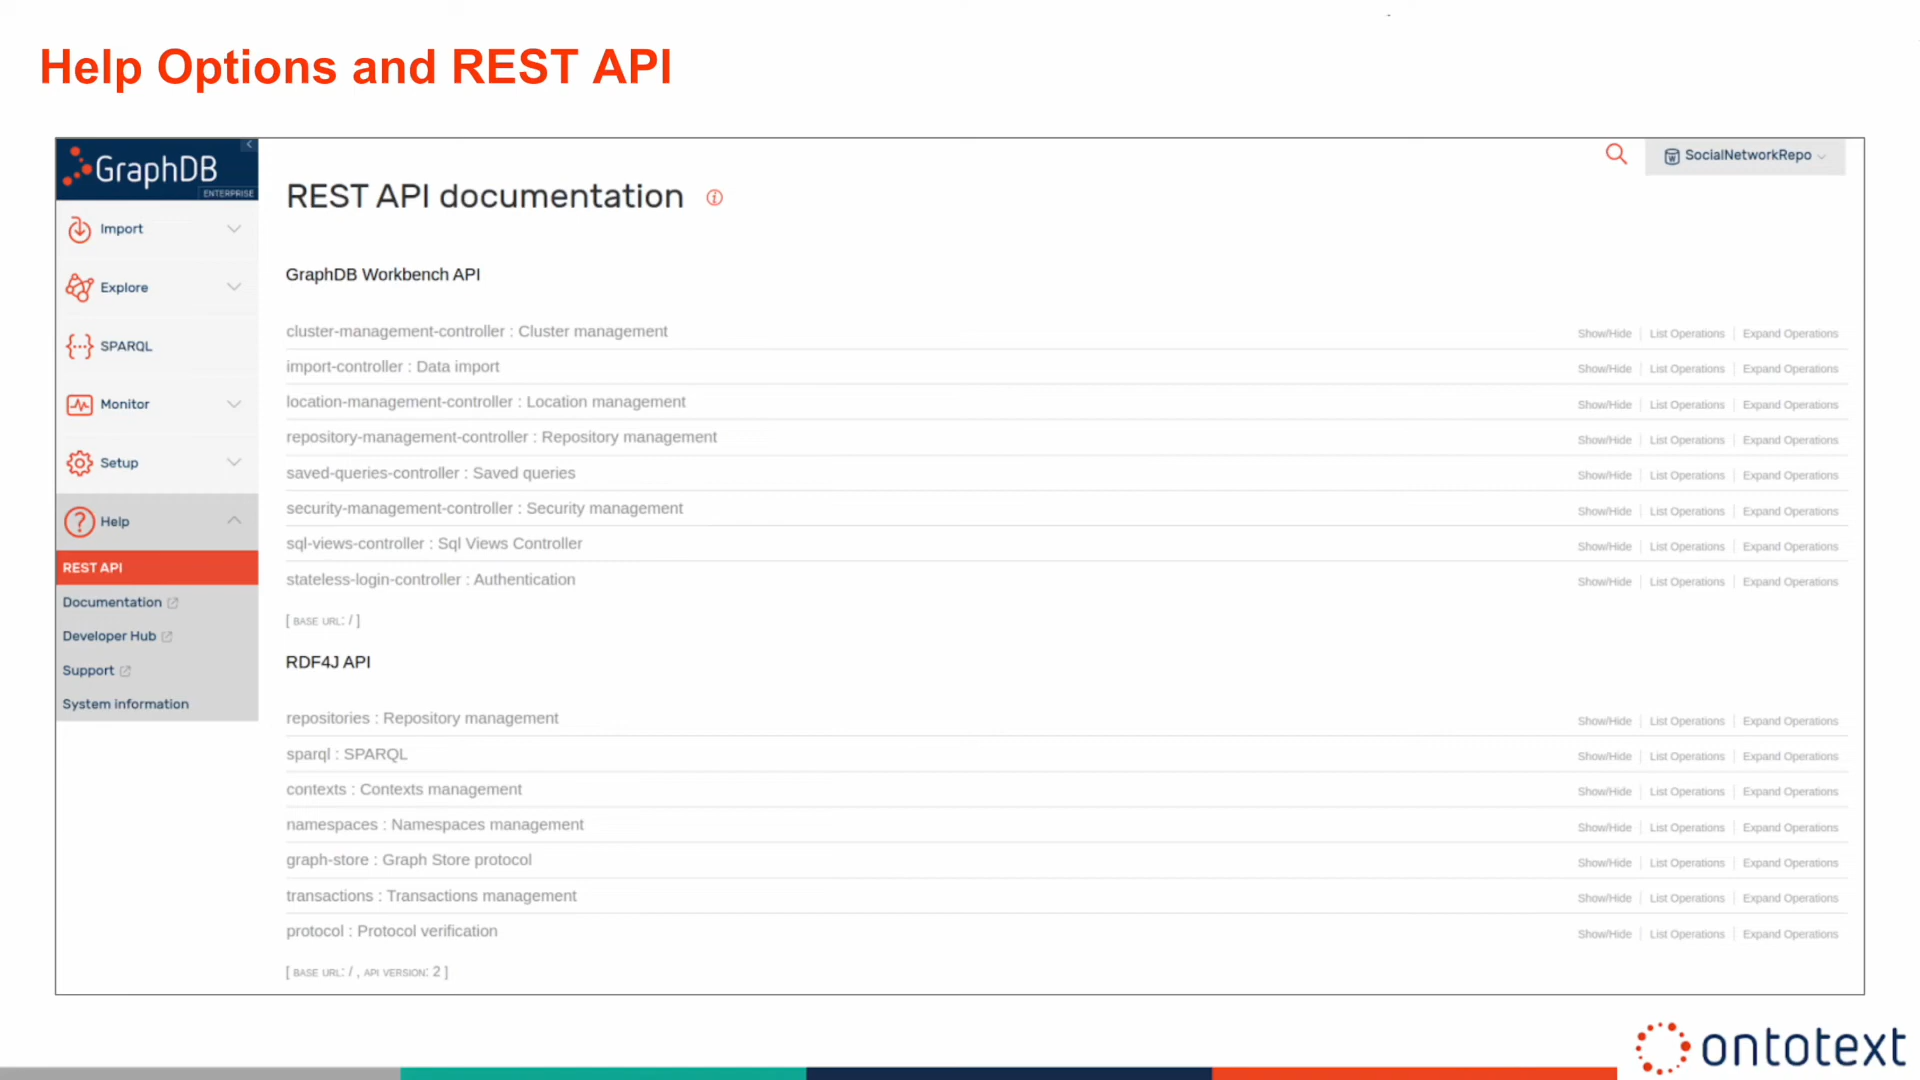 Help Options and REST API
GraphDB
ENTERPRISE
Import
Explore
SPARQL
Monitor
Setup
Help
REST API
Documentation
Developer Hub
Support
System information
SocialNetworkRepo
REST API documentation
GraphDB Workbench API
cluster-management-controller : Cluster management Show/Hide List Operations Expand Operations
import-controller : Data import Show/Hide List Operations Expand Operations
location-management-controller : Location management Show/Hide List Operations Expand Operations
repository-management-controller : Repository management Show/Hide List Operations Expand Operations
saved-queries-controller : Saved queries Show/Hide List Operations Expand Operations
security-management-controller : Security management Show/Hide List Operations Expand Operations
sql-views-controller : Sql Views Controller Show/Hide List Operations Expand Operations
stateless-login-controller : Authentication Show/Hide List Operations Expand Operations
[ BASE URL: / ]
RDF4J API
repositories : Repository management Show/Hide List Operations Expand Operations
sparql : SPARQL Show/Hide List Operations Expand Operations
contexts : Contexts management Show/Hide List Operations Expand Operations
namespaces : Namespaces management Show/Hide List Operations Expand Operations
graph-store : Graph Store protocol Show/Hide List Operations Expand Operations
transactions : Transactions management Show/Hide List Operations Expand Operations
protocol : Protocol verification Show/Hide List Operations Expand Operations
[ BASE URL: / , API VERSION: 2 ]
ontotext